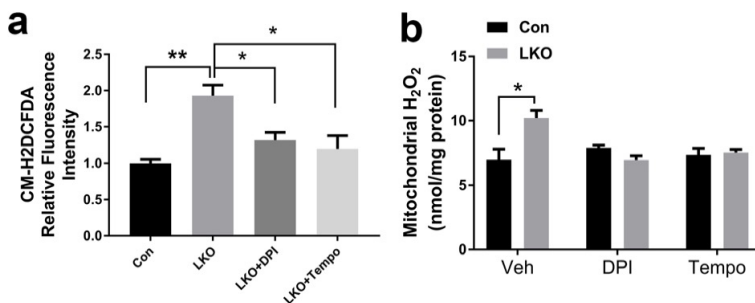 a
CM-H2DCFDA
Relative Fluorescence
Intensity
2.5
2.0
1.5
1.0
0.5
0.0
**
*
*
Con
LKO
LKO+DPI
LKO+Tempo
b
Con
LKO
Mitochondrial H₂O₂
(nmol/mg protein)
15
10
5
0
*
Veh DPI Tempo